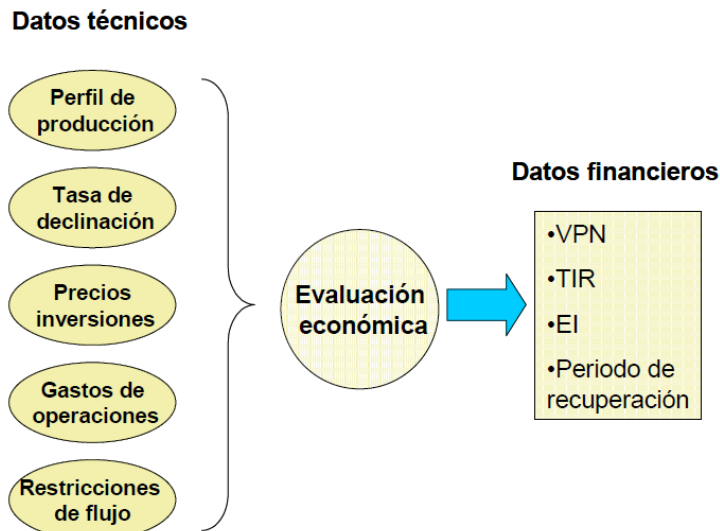 Datos técnicos
Perfil de
producción
Tasa de
declinación
Precios
inversiones
Gastos de
operaciones
Restricciones
de flujo
Evaluación
económica
Datos financieros
•VPN
•TIR
•EI
•Periodo de
recuperación